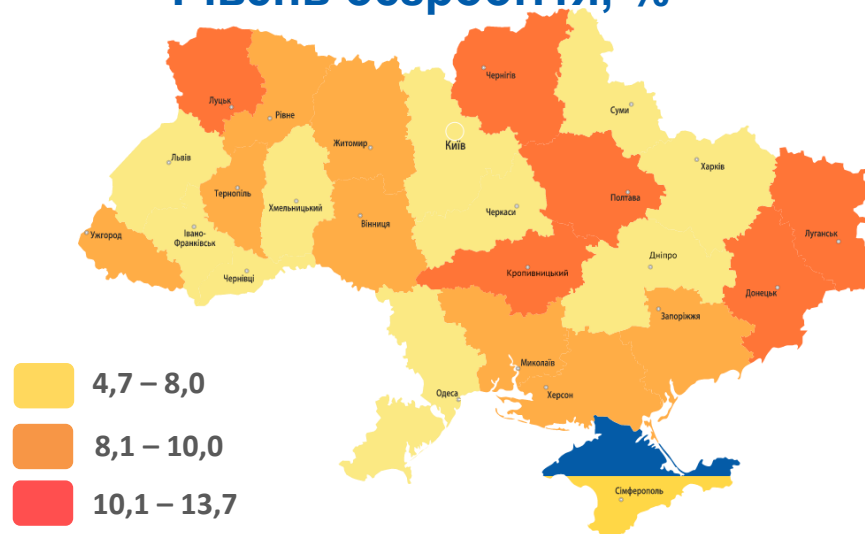 Чернігів
Луцьк
Суми
Рівне
Житомир
Київ
Львів
Харків
Тернопіль
Полтава
Хмельницький
Черкаси
Вінниця
Ужгород
Івано-
Франківськ
Луганськ
Дніпро
Чернівці
Кропивницький
Донецьк
Запоріжжя
Миколаїв
4,7 – 8,0
Одеса
Херсон
8,1 – 10,0
Сімферополь
10,1 – 13,7